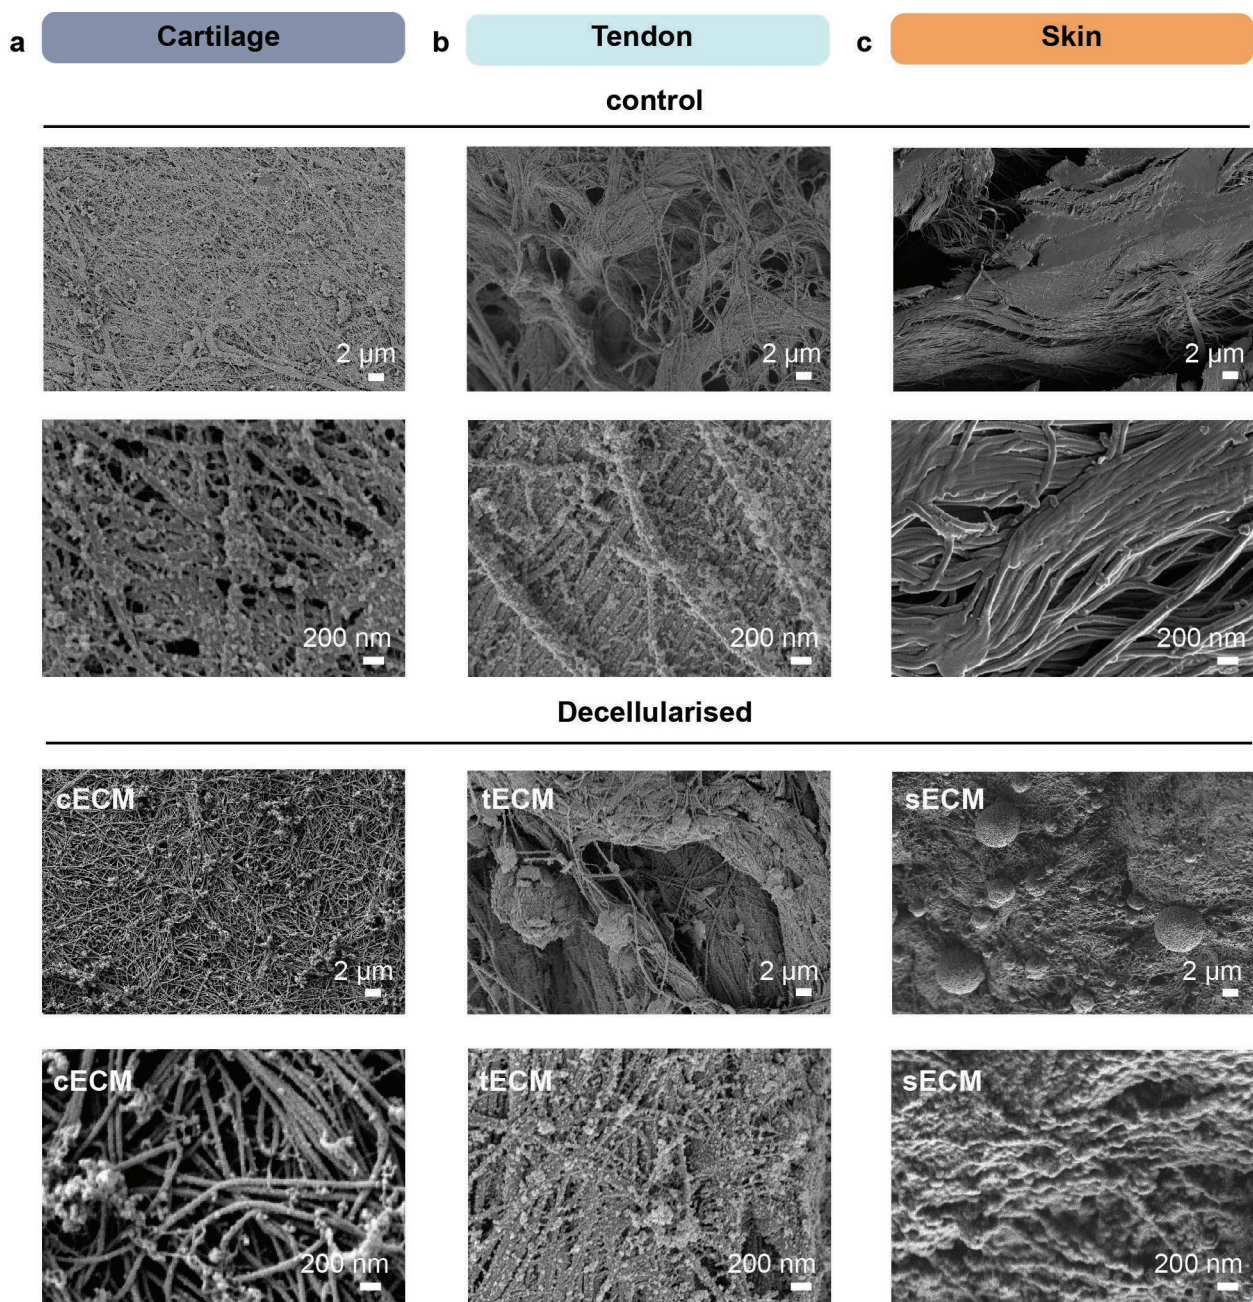 a Cartilage b Tendon c Skin
control
2 µm 2 µm 2 µm
200 nm 200 nm 200 nm
Decellularised
cECM tECM sECM
2 µm 2 µm 2 µm
cECM tECM sECM
200 nm 200 nm 200 nm